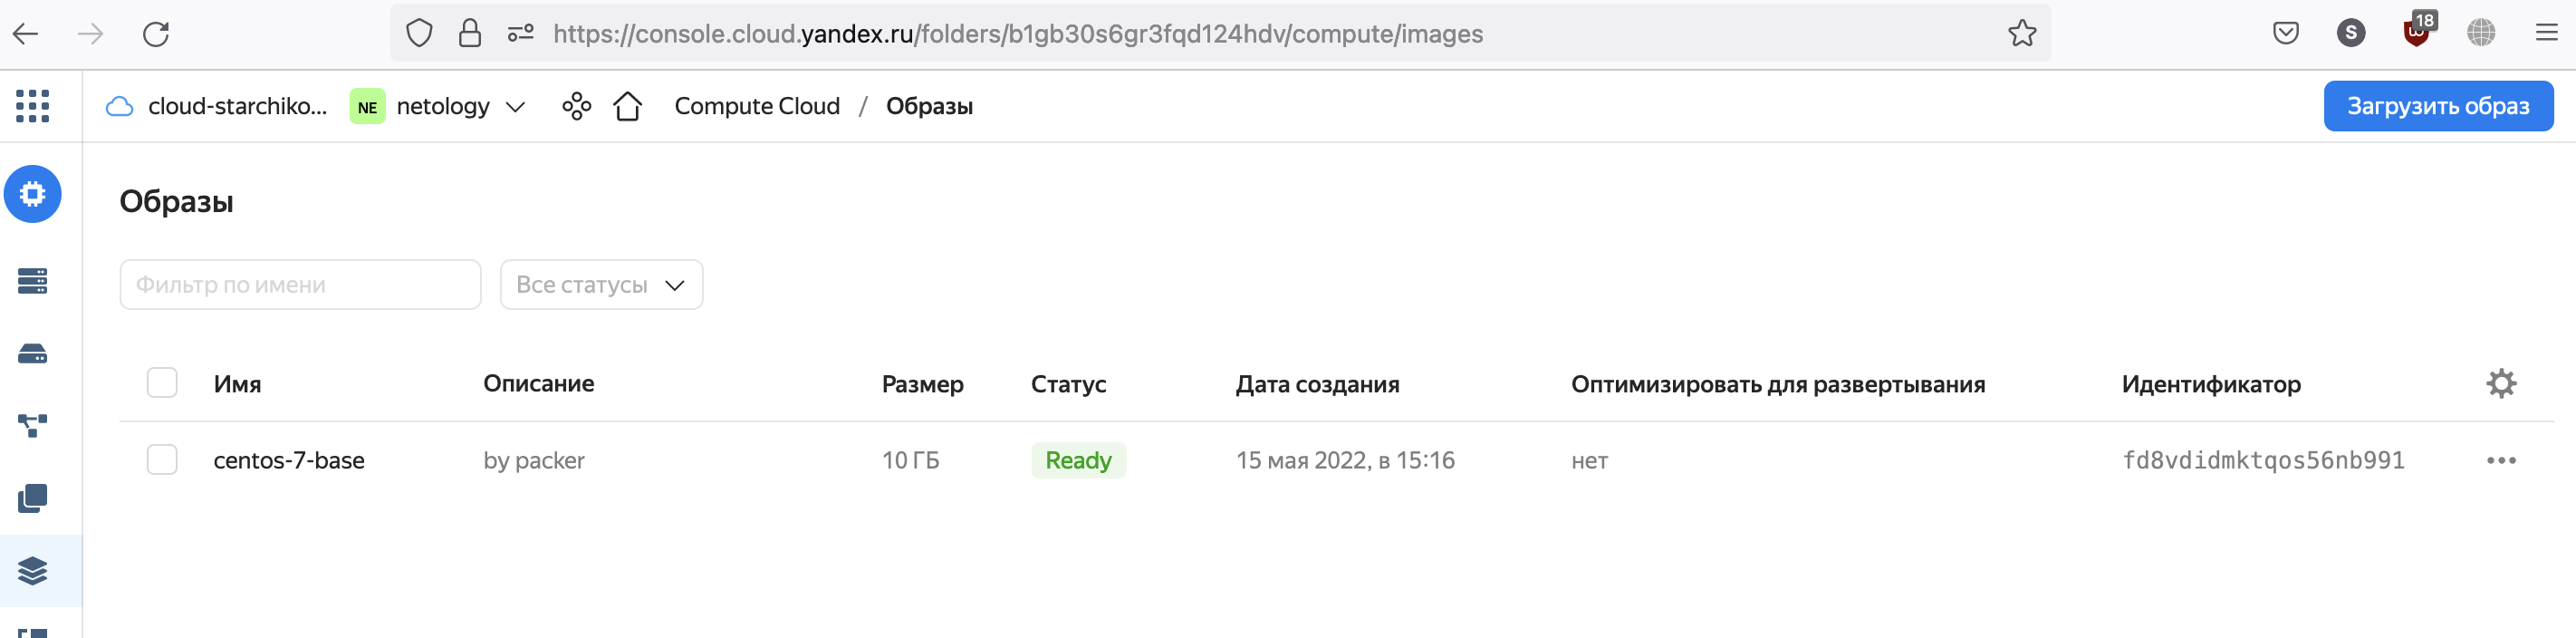 https://console.cloud.yandex.ru/folders/b1gb30s6gr3fqd124hdv/compute/images
S
18
cloud-starchiko...
NE
netology
Compute Cloud / Образы
Загрузить образ
Образы
Фильтр по имени
Все статусы
Имя Описание Размер Статус Дата создания Оптимизировать для развертывания Идентификатор
centos-7-base by packer 10 ГБ Ready 15 мая 2022, в 15:16 нет fd8vdidmktqos56nb991